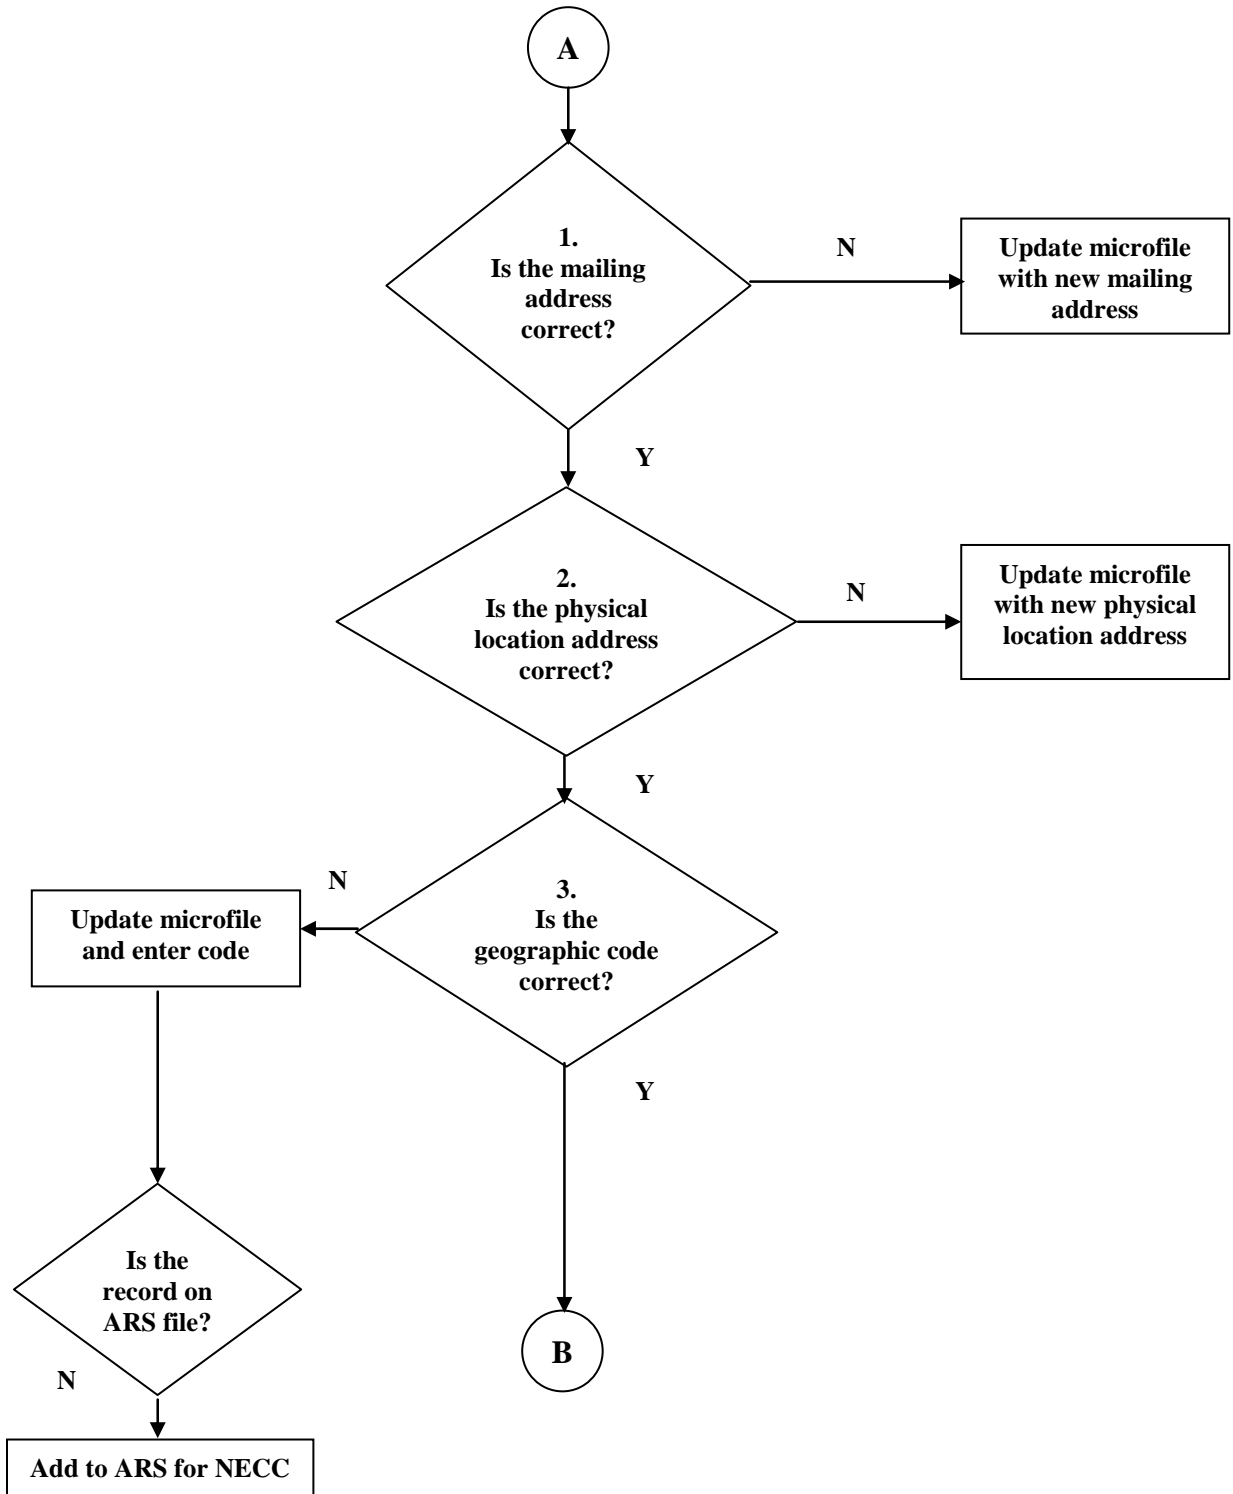 A
1.
Is the mailing
address
correct?
N
Update microfile
with new mailing
address
Y
2.
Is the physical
location address
correct?
N
Update microfile
with new physical
location address
Y
3.
Is the
geographic code
correct?
N
Update microfile
and enter code
Y
Is the
record on
ARS file?
B
N
Add to ARS for NECC